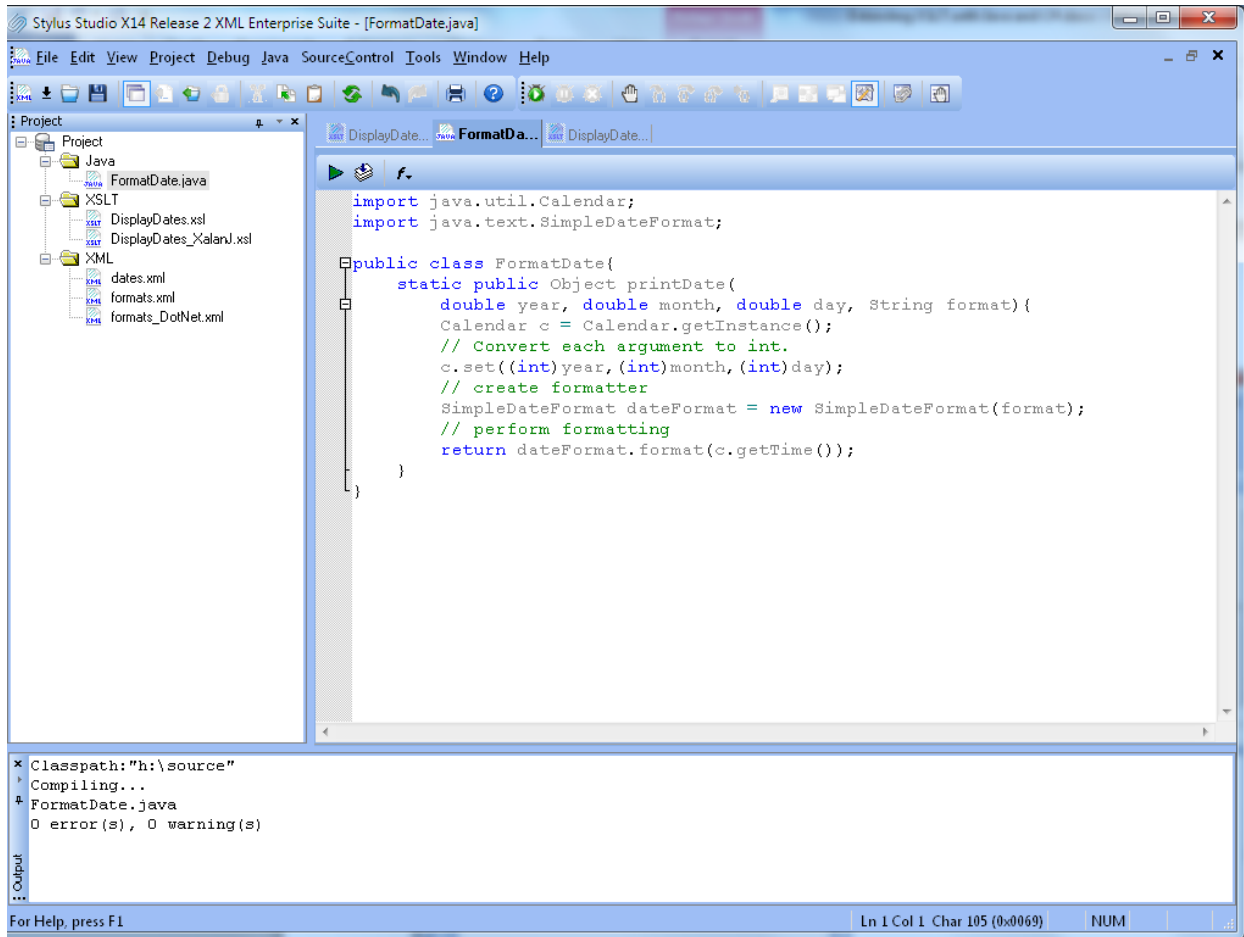 Stylus Studio X14 Release 2 XML Enterprise Suite - [FormatDate.java]
File Edit View Project Debug Java SourceControl Tools Window Help
Project
Project
Java
FormatDate.java
XSLT
DisplayDates.xsl
DisplayDates_XalanJ.xsl
XML
dates.xml
formats.xml
formats_DotNet.xml
DisplayDate... FormatDa... DisplayDate...
import java.util.Calendar;
import java.text.SimpleDateFormat;
public class FormatDate{
static public Object printDate(
double year, double month, double day, String format){
Calendar c = Calendar.getInstance();
// Convert each argument to int.
c.set((int)year,(int)month,(int)day);
// create formatter
SimpleDateFormat dateFormat = new SimpleDateFormat(format);
// perform formatting
return dateFormat.format(c.getTime());
}
}
Classpath:"h:\source"
Compiling...
FormatDate.java
0 error(s), 0 warning(s)
Output
For Help, press F1
Ln 1 Col 1 Char 105 (0x0069) NUM